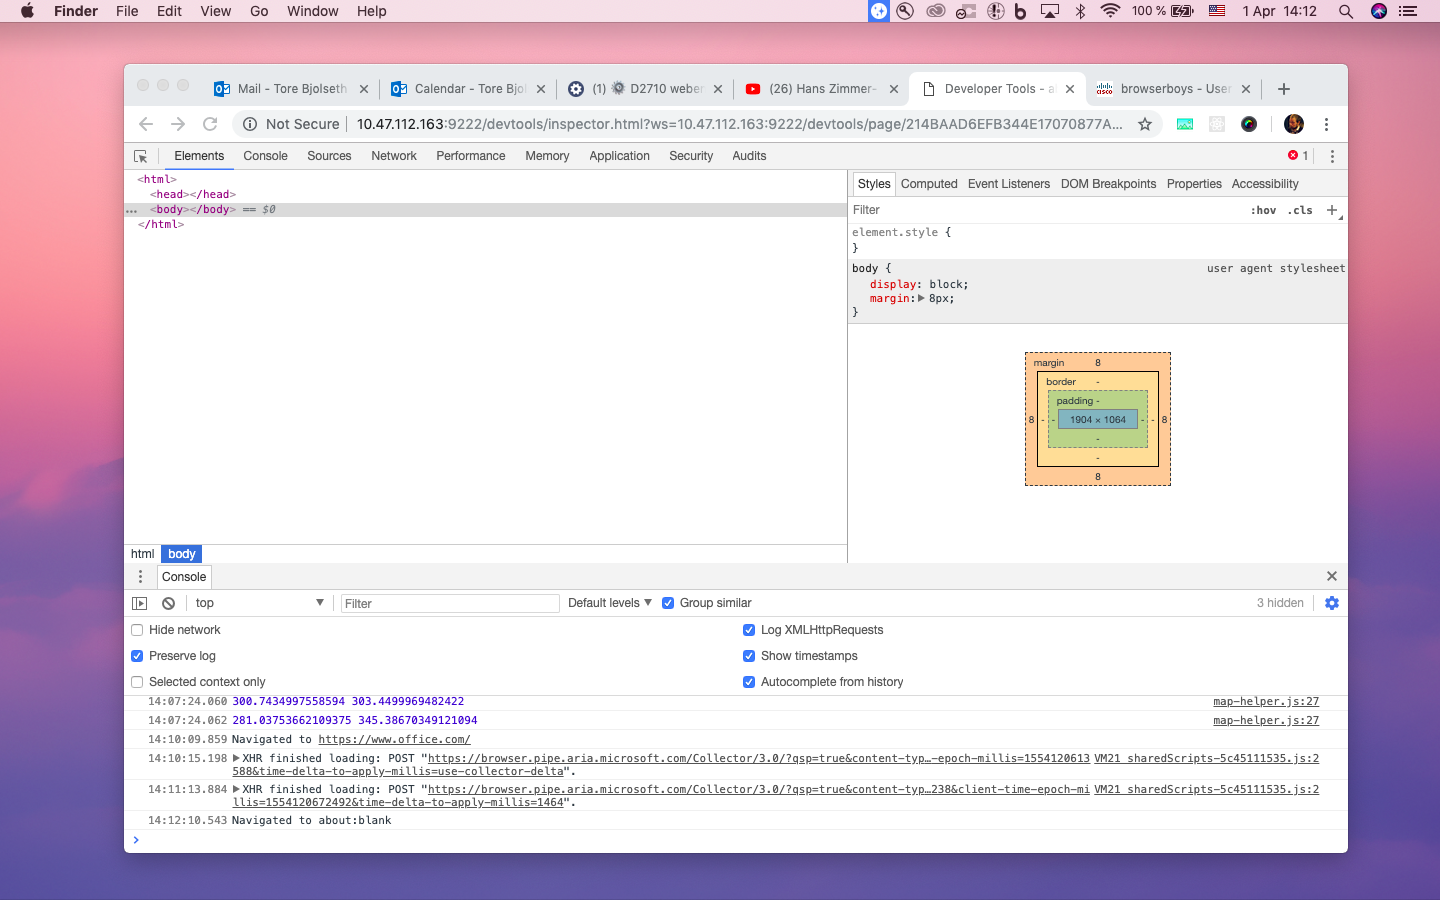 Finder File Edit View Go Window Help 100 % 1 Apr 14:12
Mail - Tore Bjolseth Calendar - Tore Bjol (1) D2710 weber (26) Hans Zimmer- Developer Tools - a browserboys - User
Not Secure 10.47.112.163:9222/devtools/inspector.html?ws=10.47.112.163:9222/devtools/page/214BAAD6EFB344E17070877A...
Elements Console Sources Network Performance Memory Application Security Audits 1
<html>
<head></head>
... <body></body> == $0
</html>
html body
Styles Computed Event Listeners DOM Breakpoints Properties Accessibility
Filter :hov .cls +
element.style {
}
body { user agent stylesheet
display: block;
margin: 8px;
}
margin 8
border -
padding -
8 - - 1904 × 1064 - - 8
-
-
8
Console
top Filter Default levels Group similar 3 hidden
Hide network Log XMLHttpRequests
Preserve log Show timestamps
Selected context only Autocomplete from history
14:07:24.060 300.7434997558594 303.4499969482422 map-helper.js:27
14:07:24.062 281.03753662109375 345.38670349121094 map-helper.js:27
14:10:09.859 Navigated to https://www.office.com/
14:10:15.198 XHR finished loading: POST "https://browser.pipe.aria.microsoft.com/Collector/3.0/?qsp=true&content-typ…-epoch-millis=1554120613 VM21 sharedScripts-5c45111535.js:2
588&time-delta-to-apply-millis=use-collector-delta".
14:11:13.884 XHR finished loading: POST "https://browser.pipe.aria.microsoft.com/Collector/3.0/?qsp=true&content-typ…238&client-time-epoch-mi VM21 sharedScripts-5c45111535.js:2
llis=1554120672492&time-delta-to-apply-millis=1464".
14:12:10.543 Navigated to about:blank